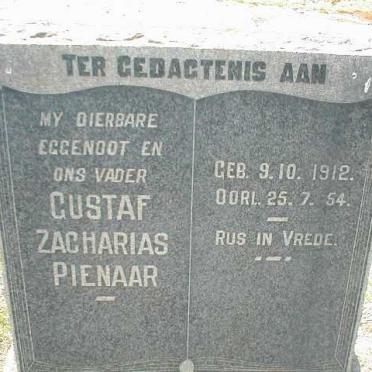 TER GEDAGTENIS AAN
MY DIERBARE
EGGENOOT EN
ONS VADER
GUSTAF
ZACHARIAS
PIENAAR
GEB. 9.10. 1912.
OORL. 25. 7. 54.
RUS IN VREDE.